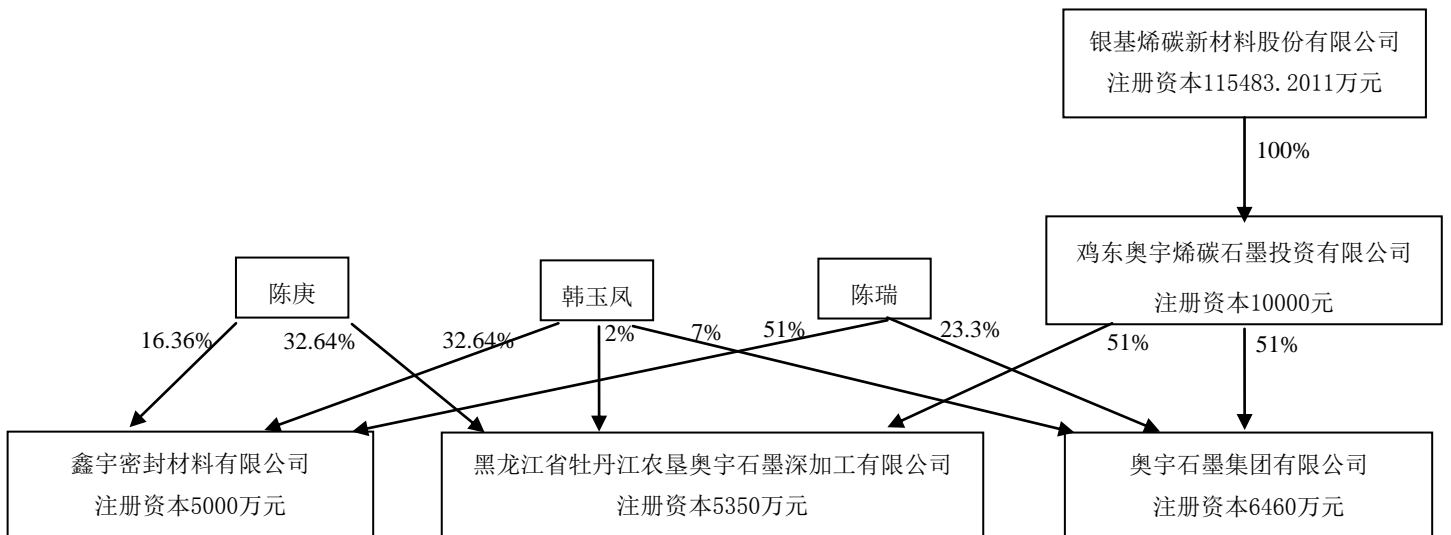 银基烯碳新材料股份有限公司
注册资本115483.2011万元
100%
鸡东奥宇烯碳石墨投资有限公司
注册资本10000元
陈庚
韩玉凤
陈瑞
16.36%
32.64%
32.64%
2%
7%
51%
23.3%
51%
51%
鑫宇密封材料有限公司
注册资本5000万元
黑龙江省牡丹江农垦奥宇石墨深加工有限公司
注册资本5350万元
奥宇石墨集团有限公司
注册资本6460万元